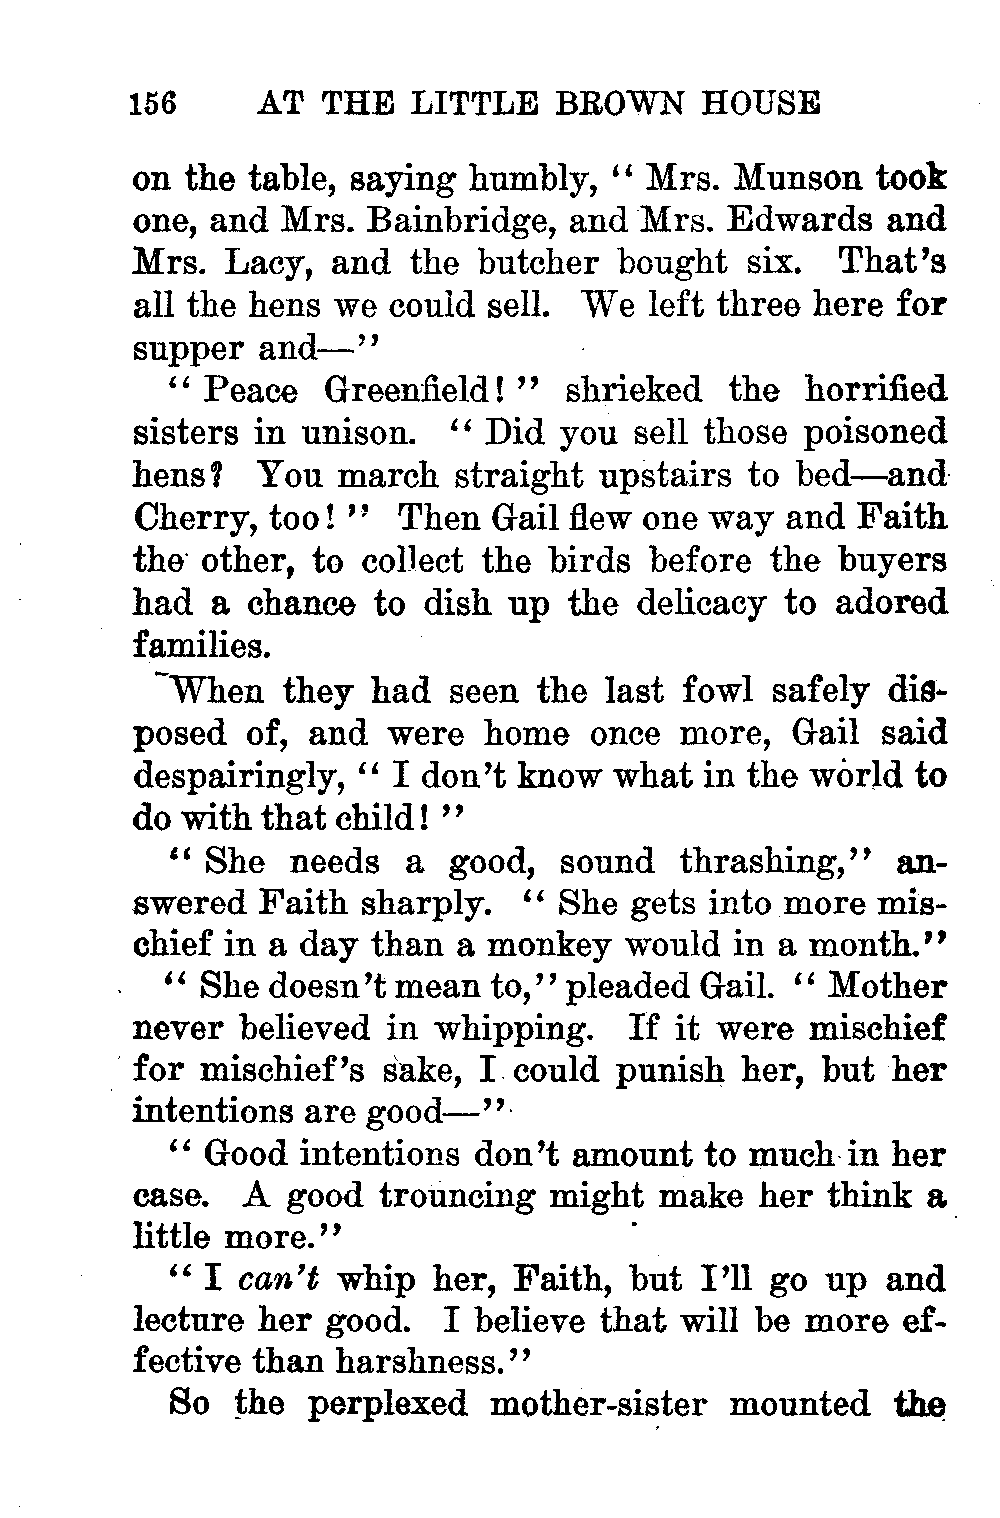 156 AT THE LITTLE BROWN HOUSE
on the table, saying humbly, “ Mrs. Munson took
one, and Mrs. Bainbridge, and Mrs. Edwards and
Mrs. Lacy, and the butcher bought six. That’s
all the hens we could sell. We left three here for
supper and—”
“ Peace Greenfield! ” shrieked the horrified
sisters in unison. “ Did you sell those poisoned
hens? You march straight upstairs to bed—and
Cherry, too! ” Then Gail flew one way and Faith
the other, to collect the birds before the buyers
had a chance to dish up the delicacy to adored
families.
When they had seen the last fowl safely dis-
posed of, and were home once more, Gail said
despairingly, “ I don’t know what in the world to
do with that child! ”
“ She needs a good, sound thrashing,” an-
swered Faith sharply. “ She gets into more mis-
chief in a day than a monkey would in a month.”
“ She doesn’t mean to,” pleaded Gail. “ Mother
never believed in whipping. If it were mischief
for mischief’s sake, I could punish her, but her
intentions are good—”
“ Good intentions don’t amount to much in her
case. A good trouncing might make her think a
little more.”
“ I can’t whip her, Faith, but I’ll go up and
lecture her good. I believe that will be more ef-
fective than harshness.”
So the perplexed mother-sister mounted the